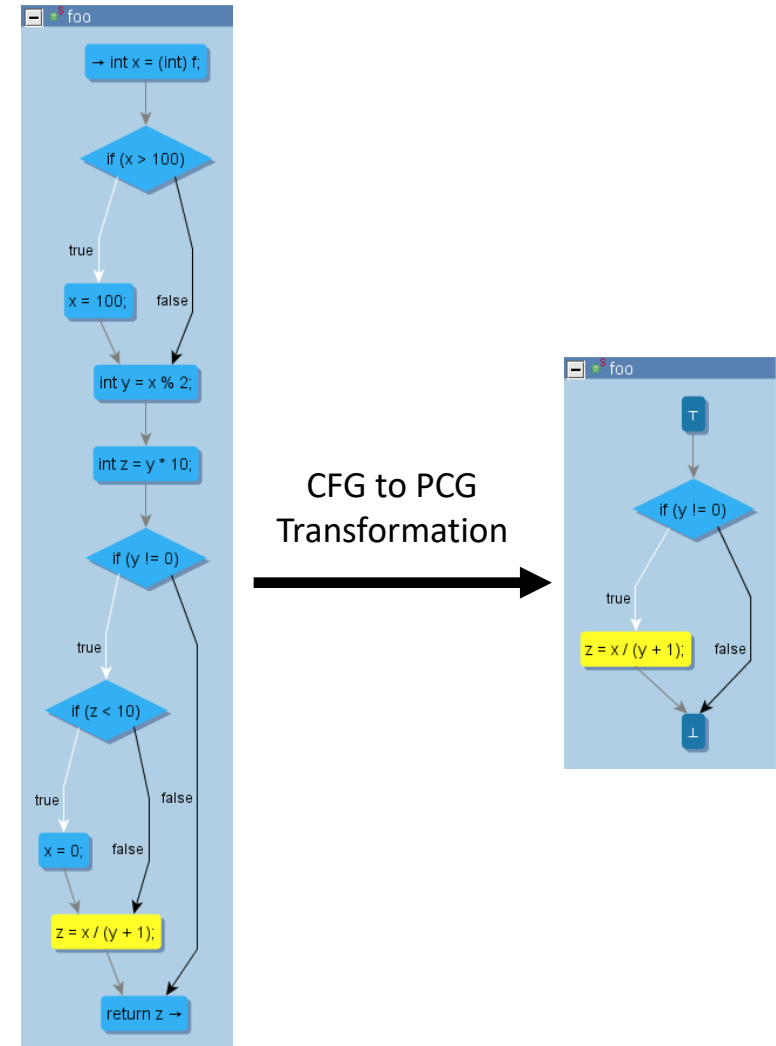 foo
→ int x = (int) f;
if (x > 100)
true
x = 100;
false
int y = x % 2;
int z = y * 10;
if (y != 0)
true
if (z < 10)
true
false
x = 0;
false
z = x / (y + 1);
return z →
CFG to PCG
Transformation
foo
⊤
if (y != 0)
true
z = x / (y + 1);
false
⊥